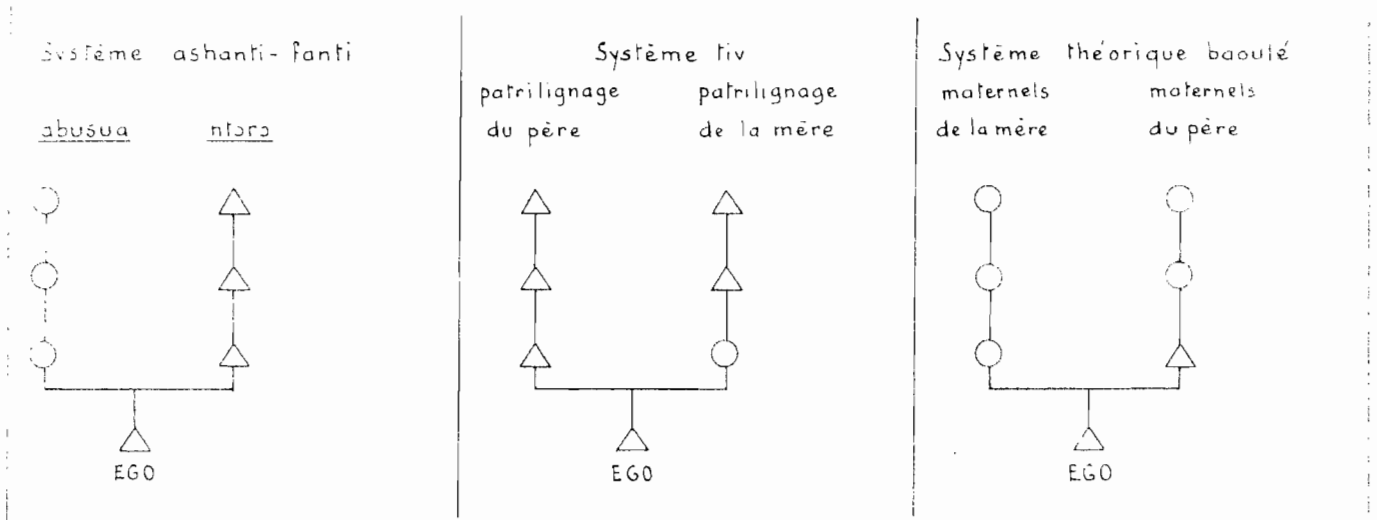 Système ashanti-fanti
abusua ntɔrɔ
EGO
Système tiv
patrilignage patrilignage
du père de la mère
EGO
Système théorique baoulé
maternels maternels
de la mère du père
EGO